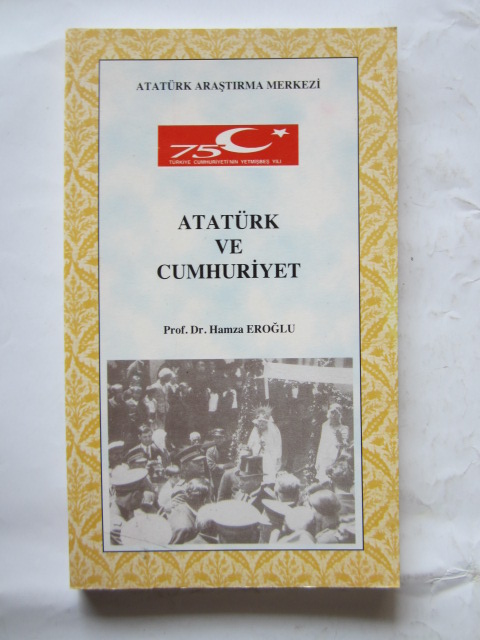 ATATÜRK ARAŞTIRMA MERKEZİ
75
TÜRKİYE CUMHURİYETİ'NİN YETMİŞBEŞ YILI
ATATÜRK
VE
CUMHURİYET
Prof. Dr. Hamza EROĞLU